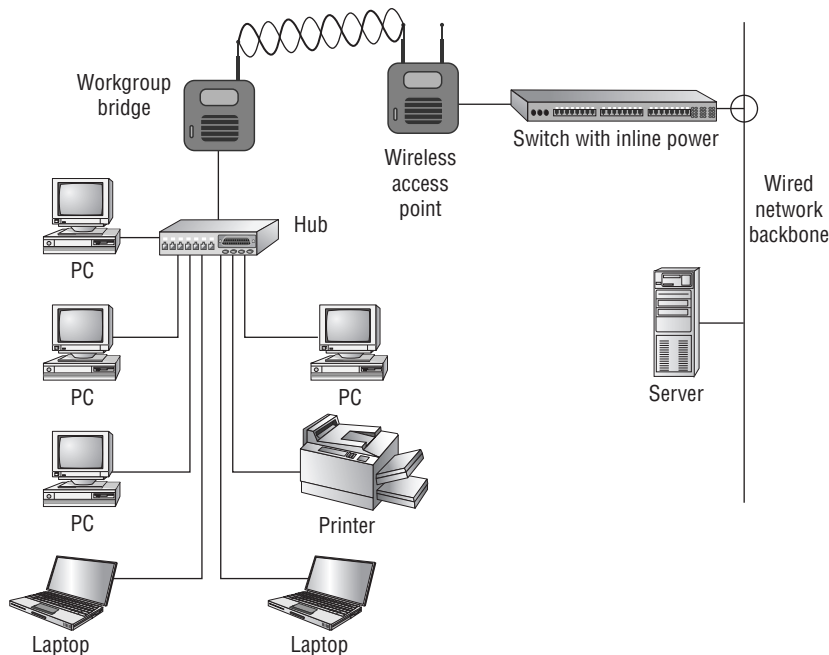 Workgroup
bridge
Wireless
access
point
Switch with inline power
Wired
network
backbone
Hub
PC
PC
PC
PC
Server
Printer
Laptop
Laptop